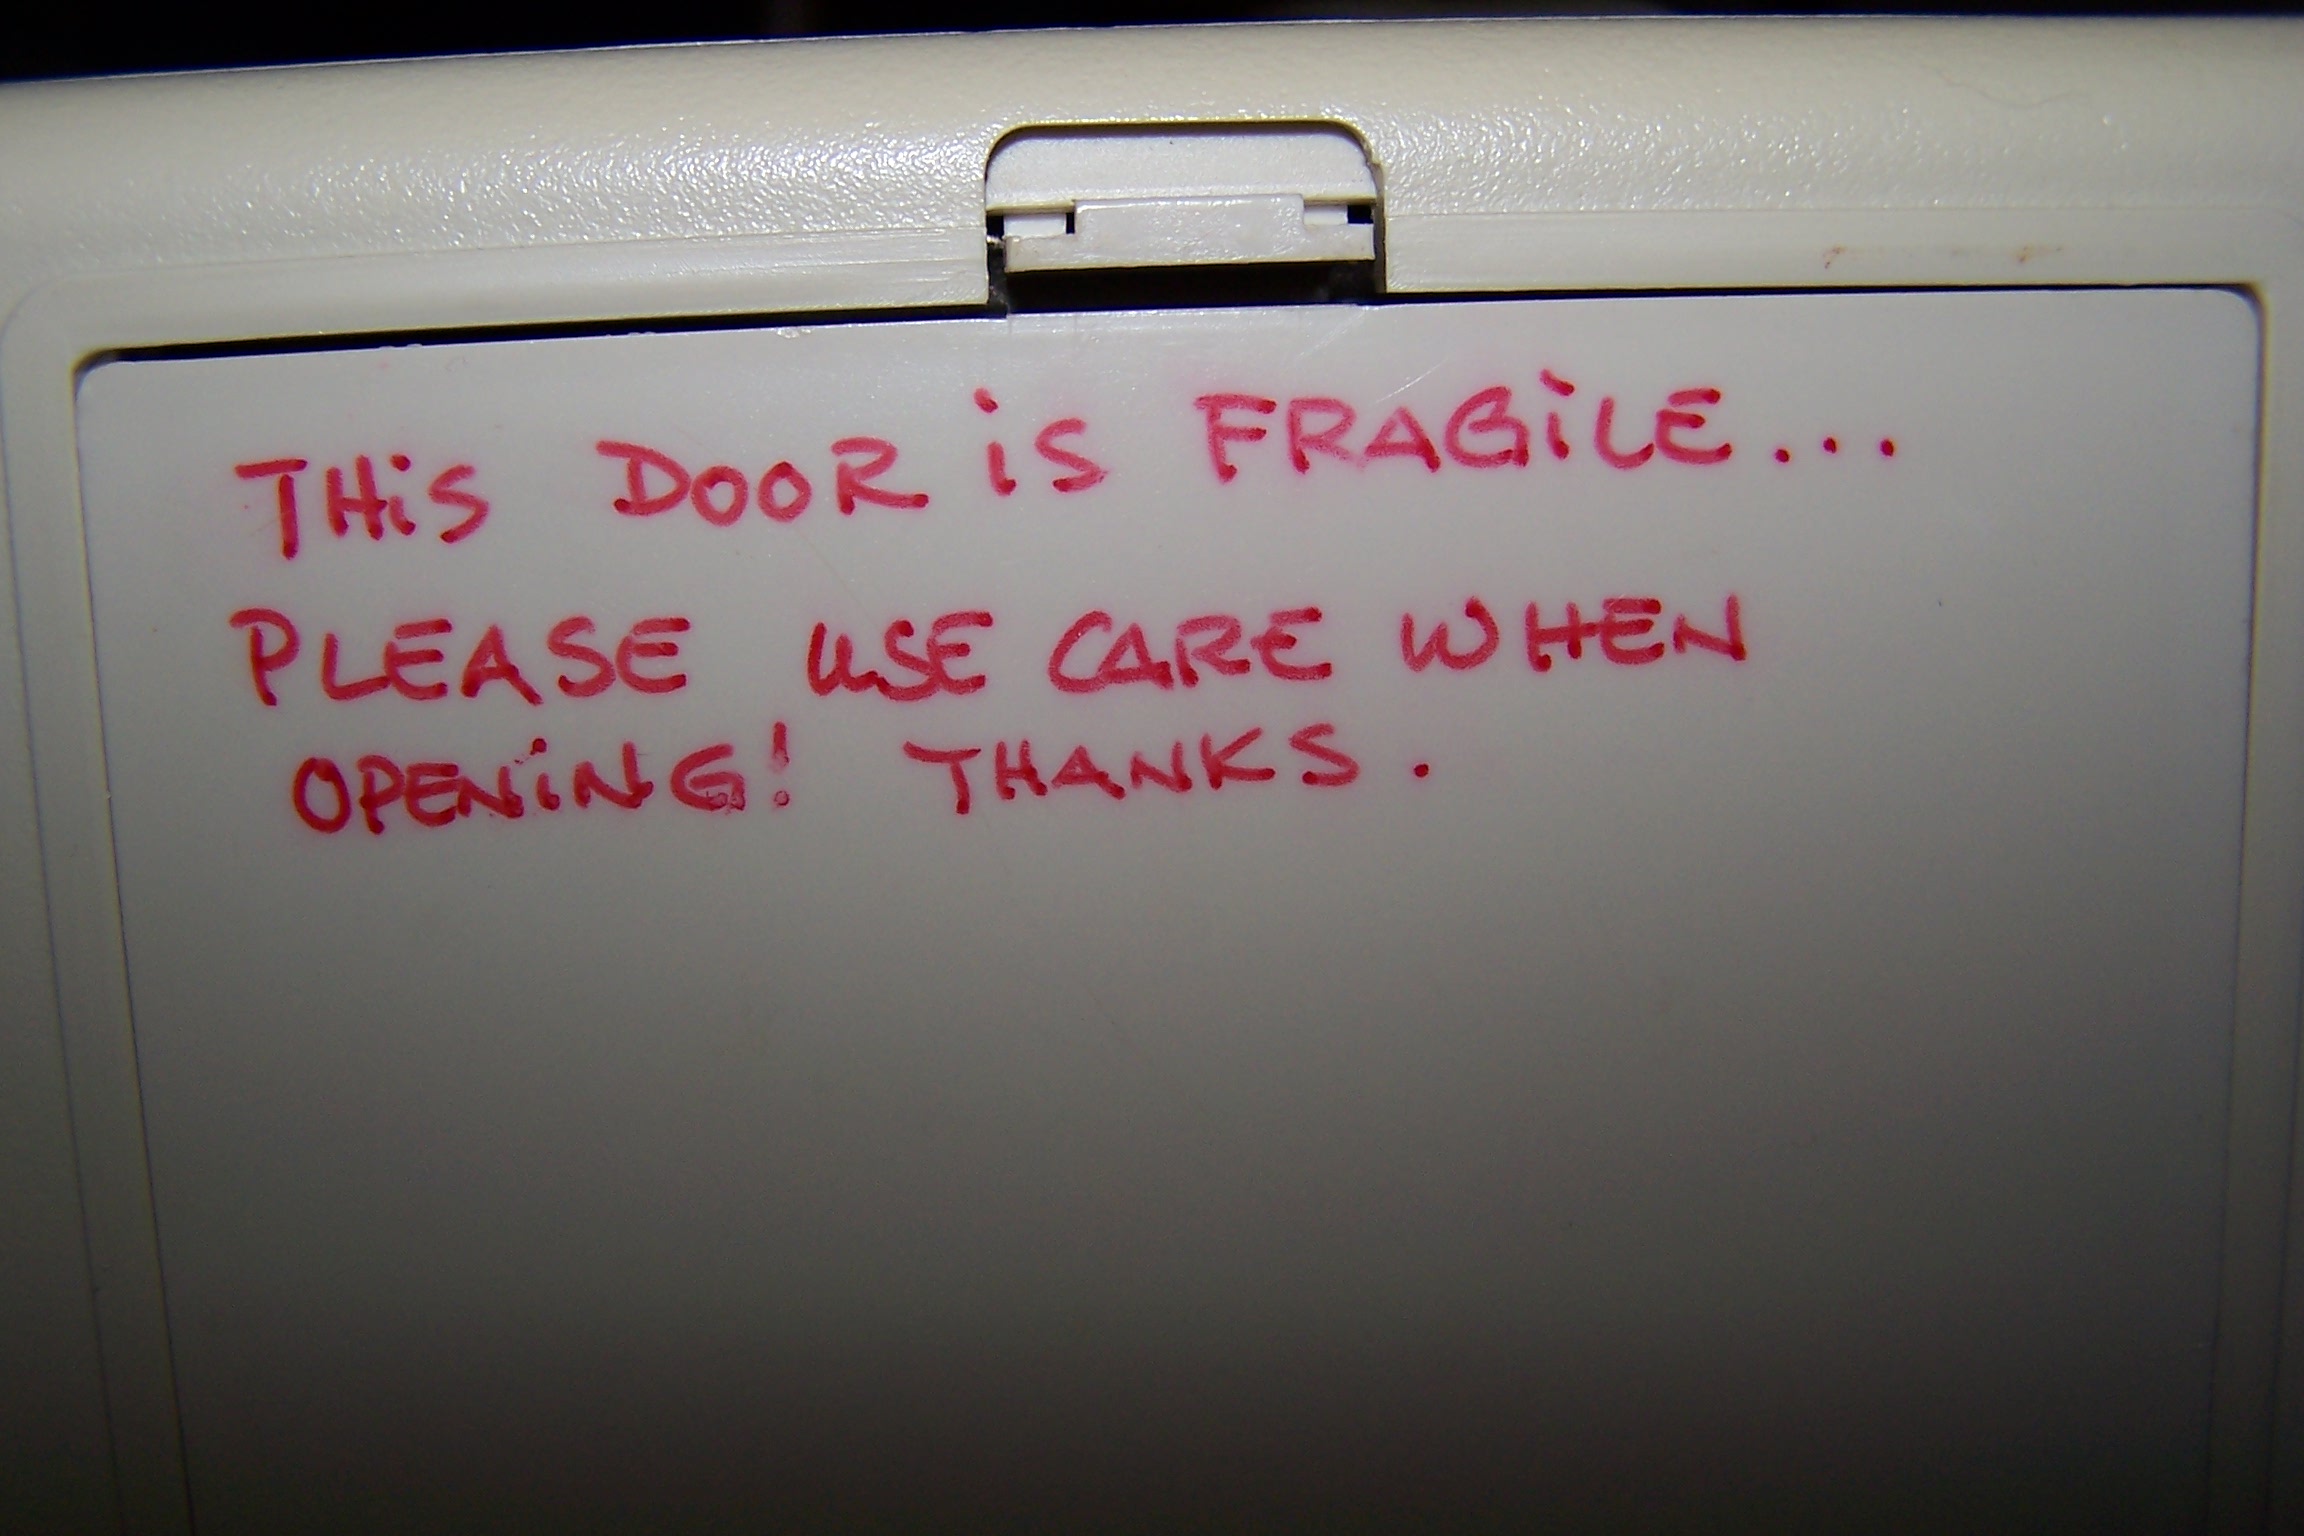 THiS DOOR iS FRAGiLE...
PLEASE USE CARE WHEN
OPENiNG! THANKS.